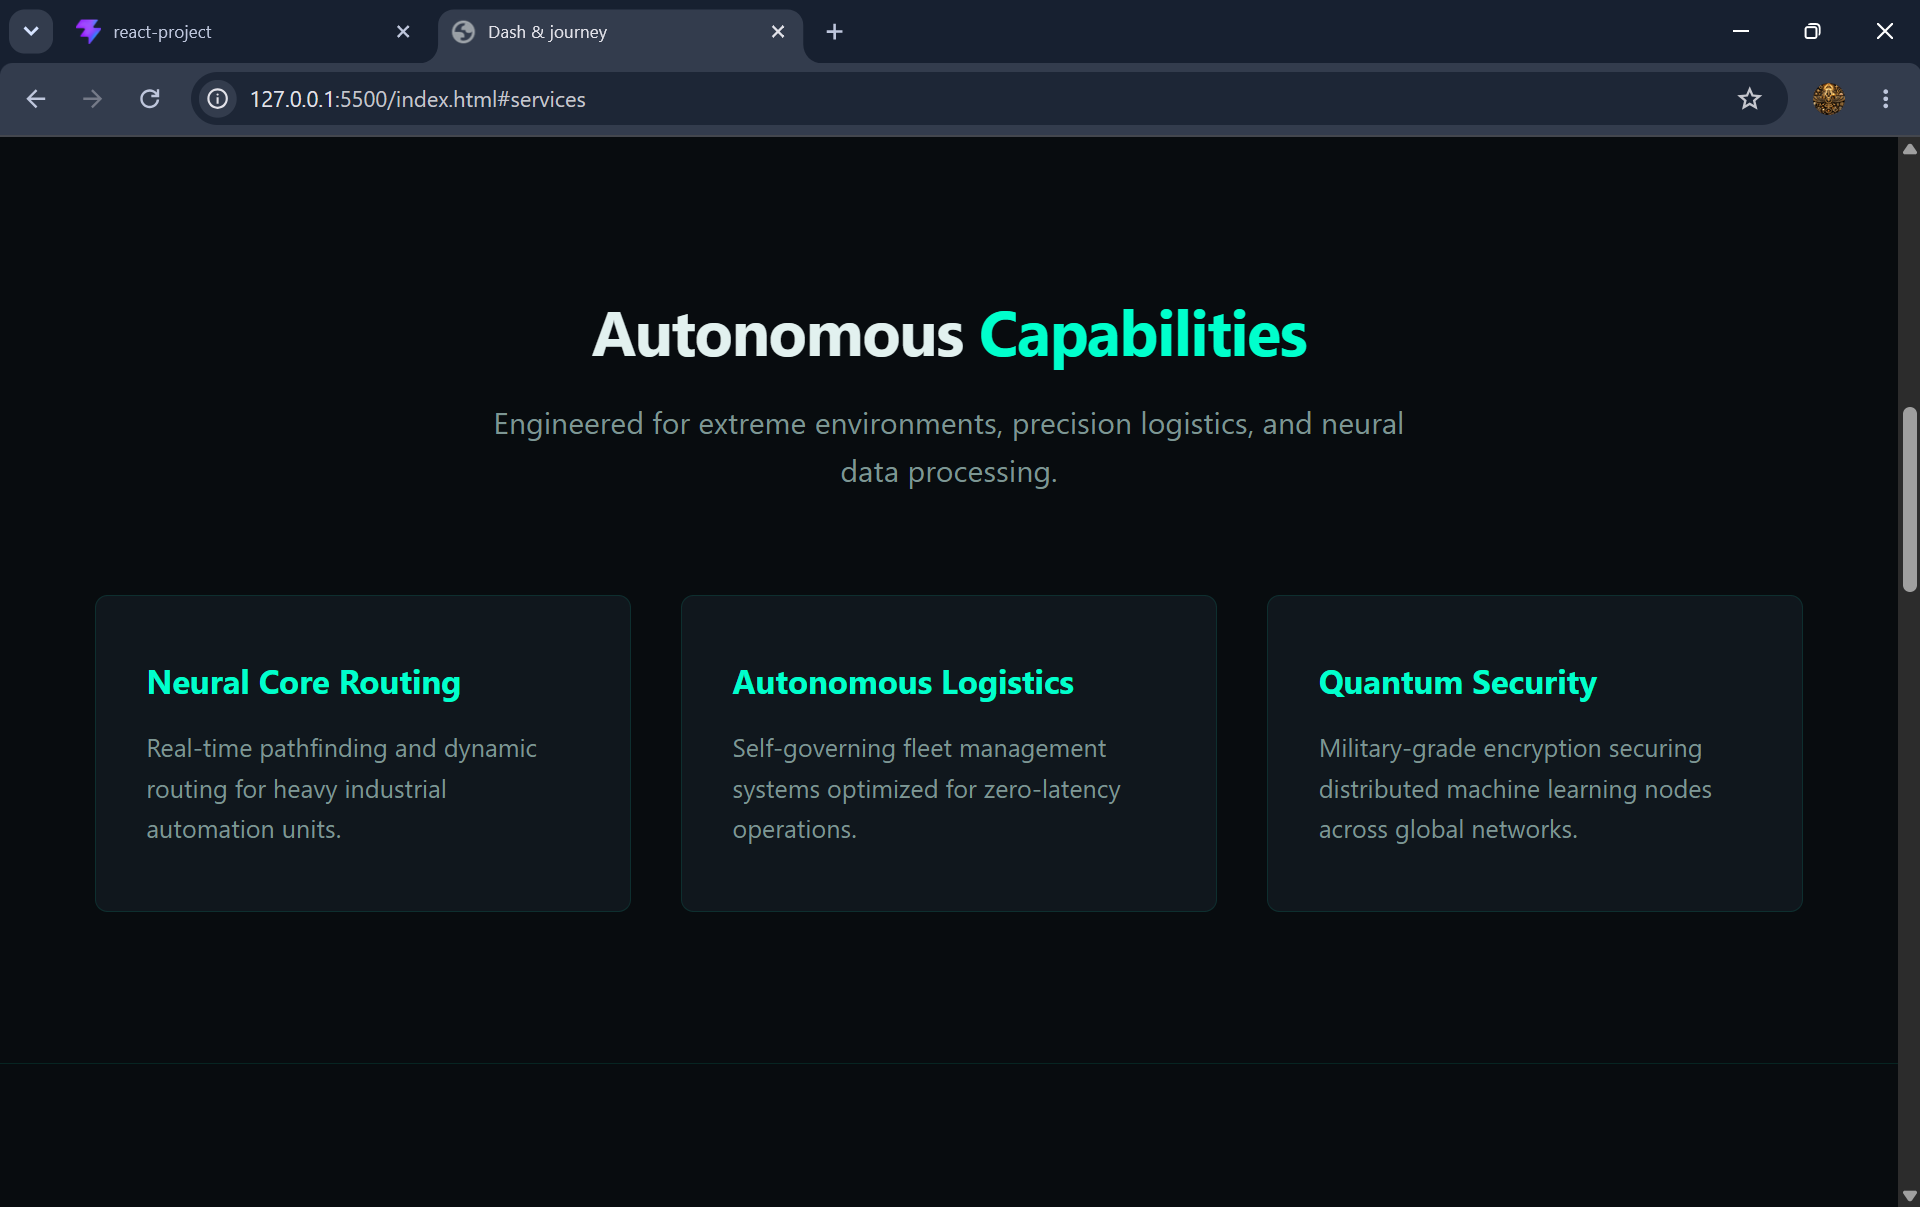 react-project
Dash & journey
127.0.0.1:5500/index.html#services
Autonomous Capabilities
Engineered for extreme environments, precision logistics, and neural
data processing.
Neural Core Routing
Real-time pathfinding and dynamic
routing for heavy industrial
automation units.
Autonomous Logistics
Self-governing fleet management
systems optimized for zero-latency
operations.
Quantum Security
Military-grade encryption securing
distributed machine learning nodes
across global networks.